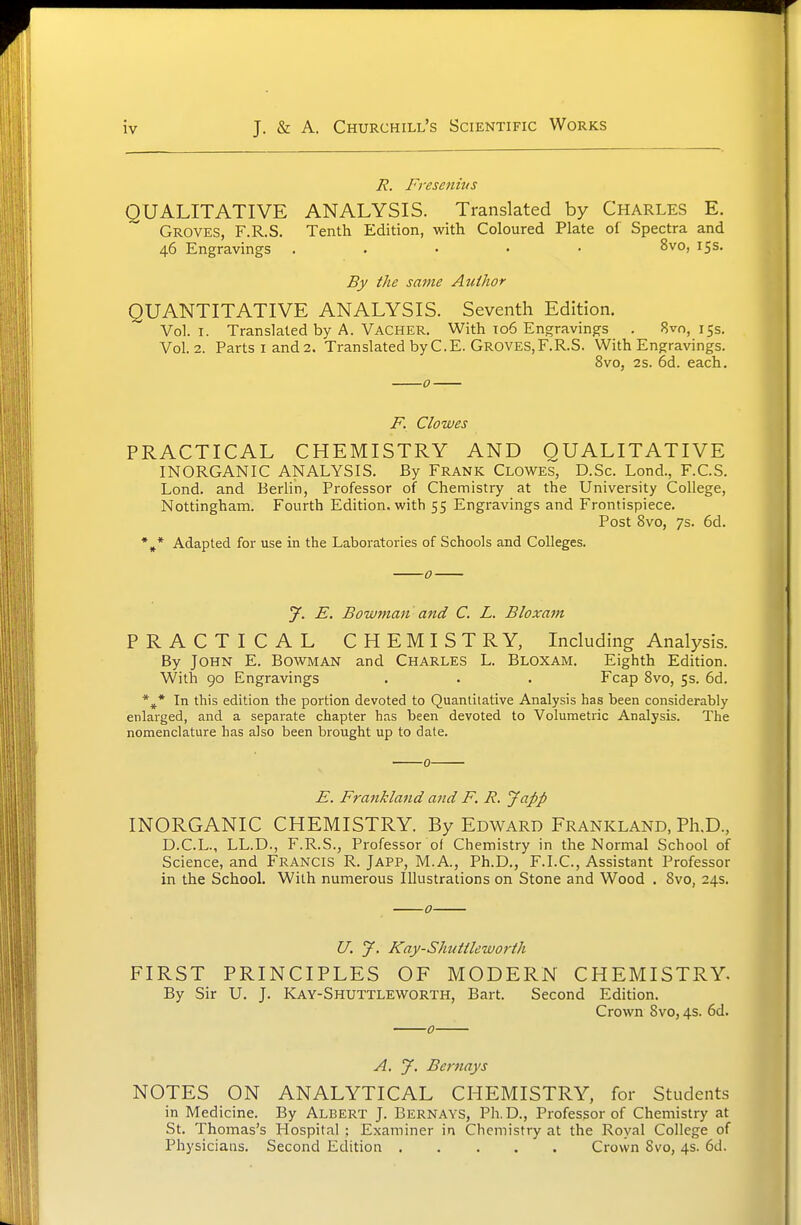 iv J. & A. Churchill's Scientific Works
R. Fresenius
QUALITATIVE ANALYSIS. Translated by Charles E.
Groves, F.R.S. Tenth Edition, with Coloured Plate of Spectra and
46 Engravings . . . . . 8vo, 15s.
By the same Author
QUANTITATIVE ANALYSIS. Seventh Edition.
Vol. 1. Translated by A. Vacher. With 106 Engravings . 8vo, 15s.
Vol. 2. Parts 1 and 2. Translated by C. E. Groves, F.R.S. With Engravings.
8vo, 2s. 6d. each.
——o——
F. Clowes
PRACTICAL CHEMISTRY AND QUALITATIVE
INORGANIC ANALYSIS. By Frank Clowes, D.Sc. Lond., F.C.S.
Lond. and Berlin, Professor of Chemistry at the University College,
Nottingham. Fourth Edition. with 55 Engravings and Frontispiece.
Post 8vo, 7s. 6d.
*** Adapted for use in the Laboratories of Schools and Colleges.
——o——
J. E. Bowman and C. L. Bloxam
PRACTICAL CHEMISTRY, Including Analysis.
By John E. Bowman and Charles L. Bloxam. Eighth Edition.
With 90 Engravings . . . Fcap 8vo, 5s. 6d.
*** In this edition the portion devoted to Quantitative Analysis has been considerably
enlarged, and a separate chapter has been devoted to Volumetric Analysis. The
nomenclature has also been brought up to date.
——o——
E. Frankland and F. R. Japp
INORGANIC CHEMISTRY. By Edward Frankland, Ph.D.,
D.C.L., LL.D., F.R.S., Professor of Chemistry in the Normal School of
Science, and Francis R. Japp, M.A., Ph.D., F.I.C., Assistant Professor
in the School. With numerous Illustrations on Stone and Wood . 8vo, 24s.
——o——
U. J. Kay-Shuttleworth
FIRST PRINCIPLES OF MODERN CHEMISTRY.
By Sir U. J. Kay-Shuttleworth, Bart. Second Edition.
Crown 8vo, 4s. 6d.
——o——
A. J. Bernays
NOTES ON ANALYTICAL CHEMISTRY, for Students
in Medicine. By Albert J. Bernays, Ph.D., Professor of Chemistry at
St. Thomas's Hospital ; Examiner in Chemistry at the Royal College of
Physicians. Second Edition . . . . . Crown 8vo, 4s. 6d.